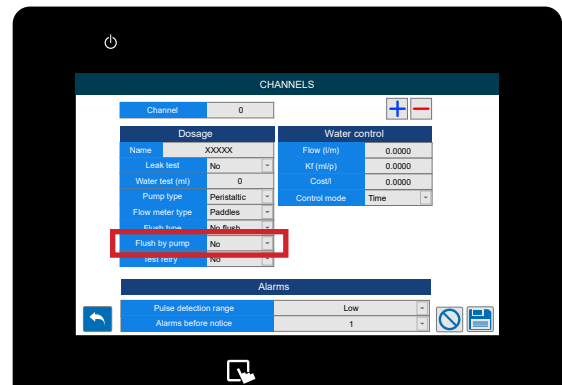 CHANNELS
Channel 0
Dosage
Name XXXXX
Leak test No
Water test (ml) 0
Pump type Peristaltic
Flow meter type Paddles
Flush type No flush
Flush by pump No
Test retry No
Water control
Flow (l/m) 0.0000
Kf (ml/p) 0.0000
Cost/l 0.0000
Control mode Time
Alarms
Pulse detection range Low
Alarms before notice 1